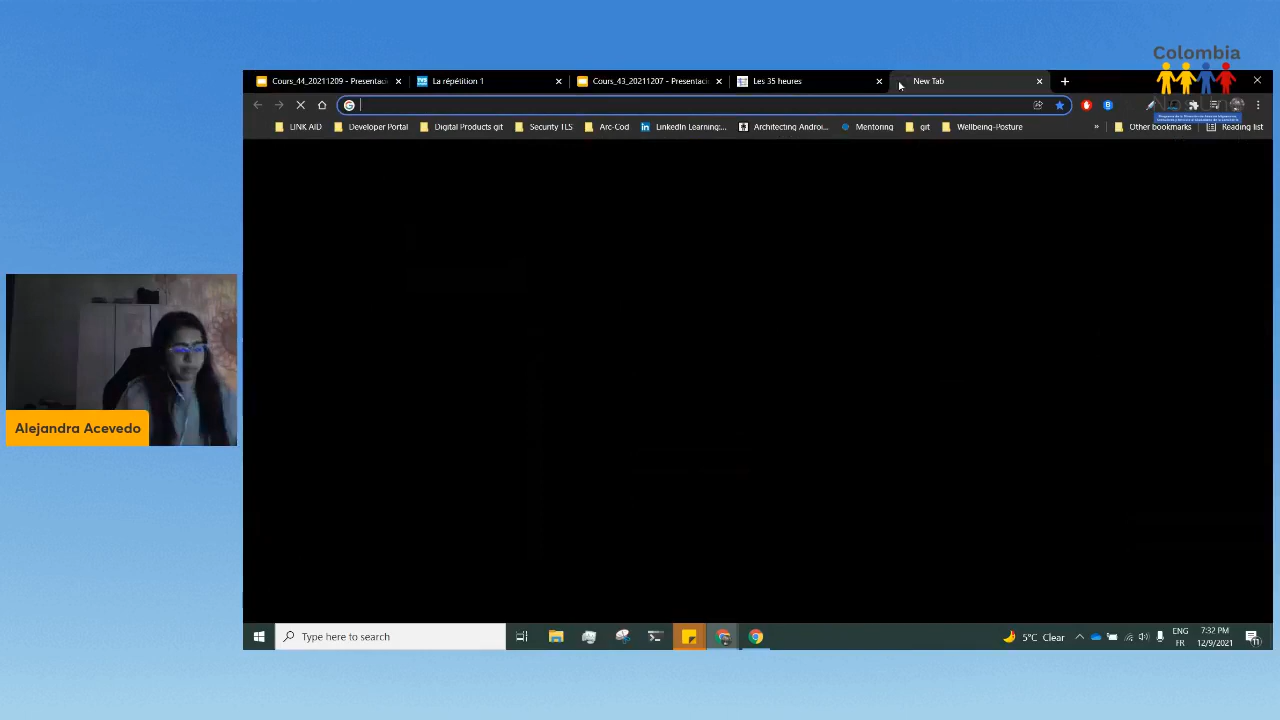 Colombia
Cours_44_20211209 - Presentaci
La répétition 1
Cours_43_20211207 - Presentaci
Les 35 heures
New Tab
LINK AID
Developer Portal
Digital Products git
Security TLS
Arc-Cod
LinkedIn Learning:...
Architecting Androi...
Mentoring
git
Wellbeing-Posture
»
Other bookmarks
Reading list
Alejandra Acevedo
Type here to search
5°C Clear
ENG
FR
7:32 PM
12/9/2021